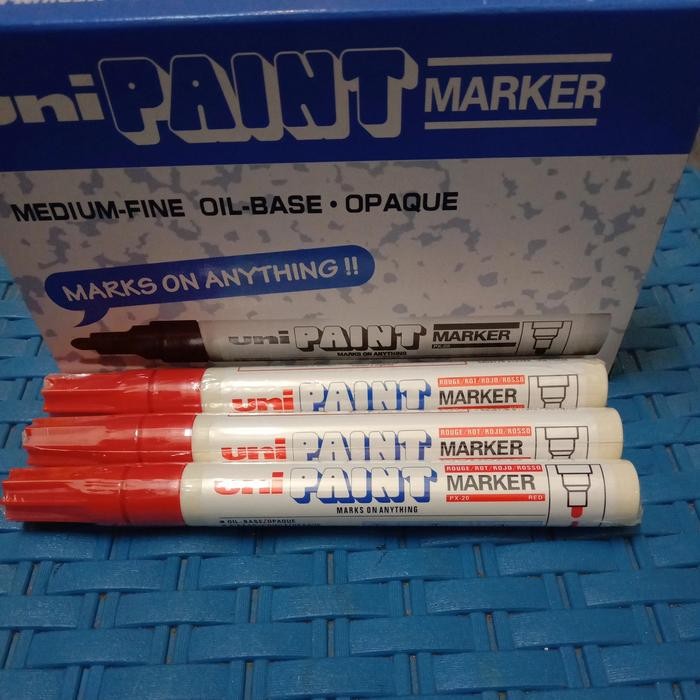 uni PAINT MARKER
MEDIUM-FINE OIL-BASE • OPAQUE
MARKS ON ANYTHING !!
uni PAINT MARKER
MARKS ON ANYTHING
uni PAINT MARKER
ROUGE/ROT/ROJO/ROSSO
uni PAINT MARKER
ROUGE/ROT/ROJO/ROSSO
uni PAINT MARKER
ROUGE/ROT/ROJO/ROSSO
PX-20 RED
MARKS ON ANYTHING
OIL-BASE/OPAQUE